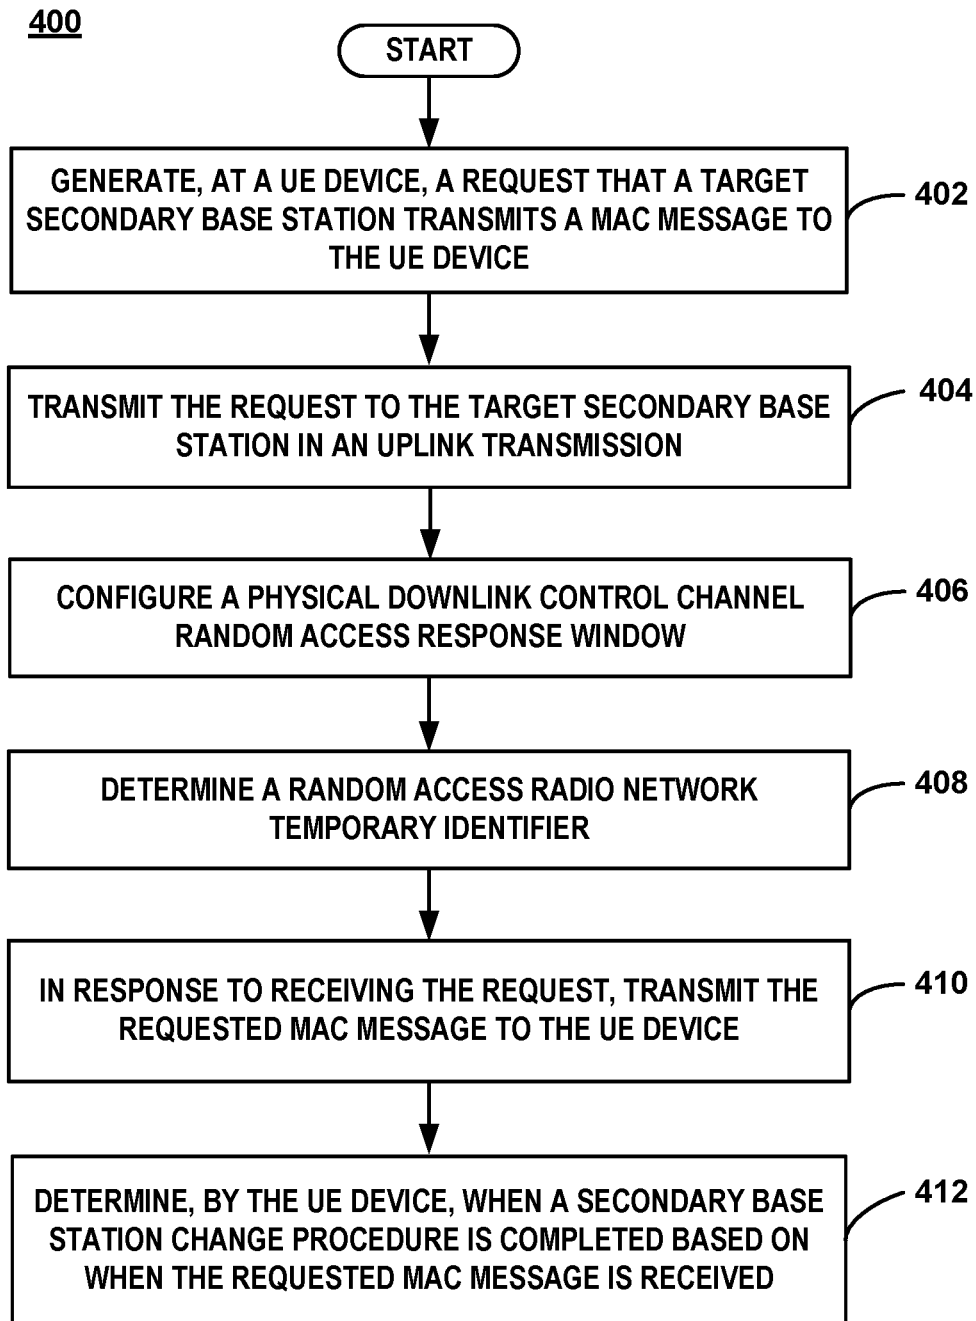 400
START
GENERATE, AT A UE DEVICE, A REQUEST THAT A TARGET
SECONDARY BASE STATION TRANSMITS A MAC MESSAGE TO
THE UE DEVICE
402
TRANSMIT THE REQUEST TO THE TARGET SECONDARY BASE
STATION IN AN UPLINK TRANSMISSION
404
CONFIGURE A PHYSICAL DOWNLINK CONTROL CHANNEL
RANDOM ACCESS RESPONSE WINDOW
406
DETERMINE A RANDOM ACCESS RADIO NETWORK
TEMPORARY IDENTIFIER
408
IN RESPONSE TO RECEIVING THE REQUEST, TRANSMIT THE
REQUESTED MAC MESSAGE TO THE UE DEVICE
410
DETERMINE, BY THE UE DEVICE, WHEN A SECONDARY BASE
STATION CHANGE PROCEDURE IS COMPLETED BASED ON
WHEN THE REQUESTED MAC MESSAGE IS RECEIVED
412